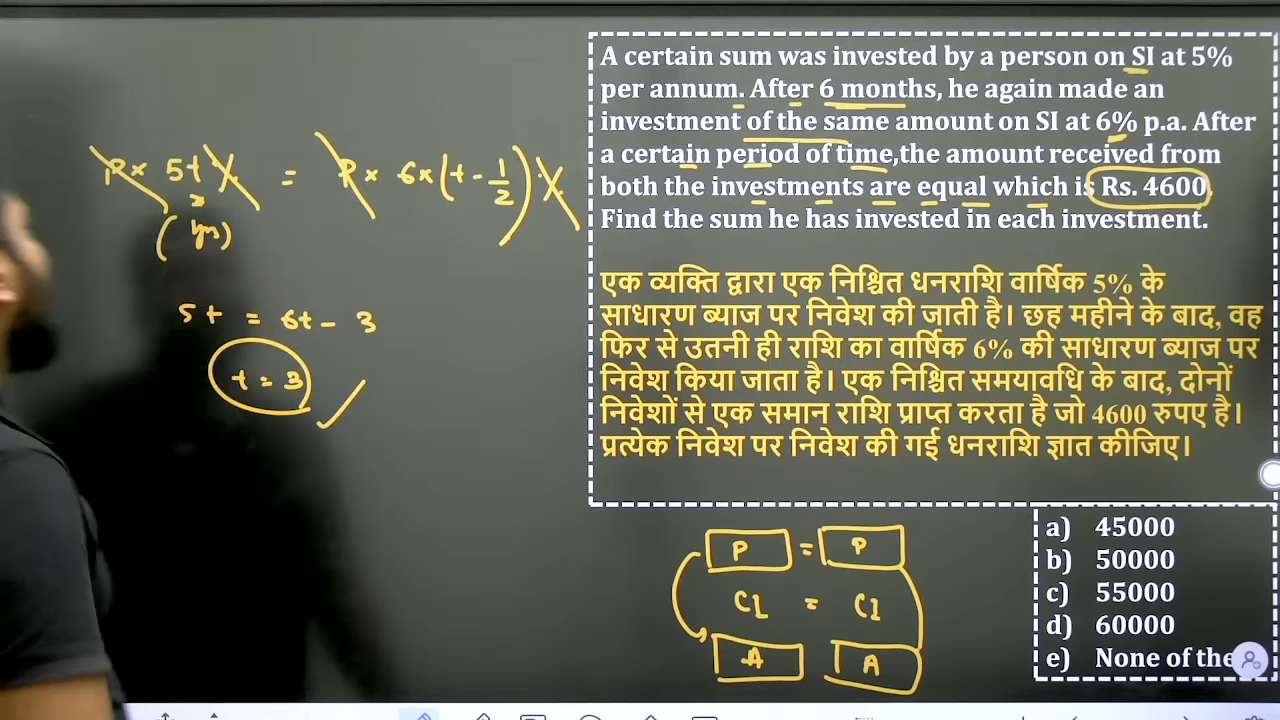 A certain sum was invested by a person on SI at 5%
per annum. After 6 months, he again made an
investment of the same amount on SI at 6% p.a. After
a certain period of time,the amount received from
both the investments are equal which is Rs. 4600.
Find the sum he has invested in each investment.
एक व्यक्ति द्वारा एक निश्चित धनराशि वार्षिक 5% के
साधारण ब्याज पर निवेश की जाती है। छह महीने के बाद, वह
फिर से उतनी ही राशि का वार्षिक 6% की साधारण ब्याज पर
निवेश किया जाता है। एक निश्चित समयावधि के बाद, दोनों
निवेशों से एक समान राशि प्राप्त करता है जो 4600 रुपए है।
प्रत्येक निवेश पर निवेश की गई धनराशि ज्ञात कीजिए।
a) 45000
b) 50000
c) 55000
d) 60000
e) None of the
P × 5t = P × 6 × (t - 1/2)
(yrs)
5t = 6t - 3
t = 3
P = P
CI = CI
A A